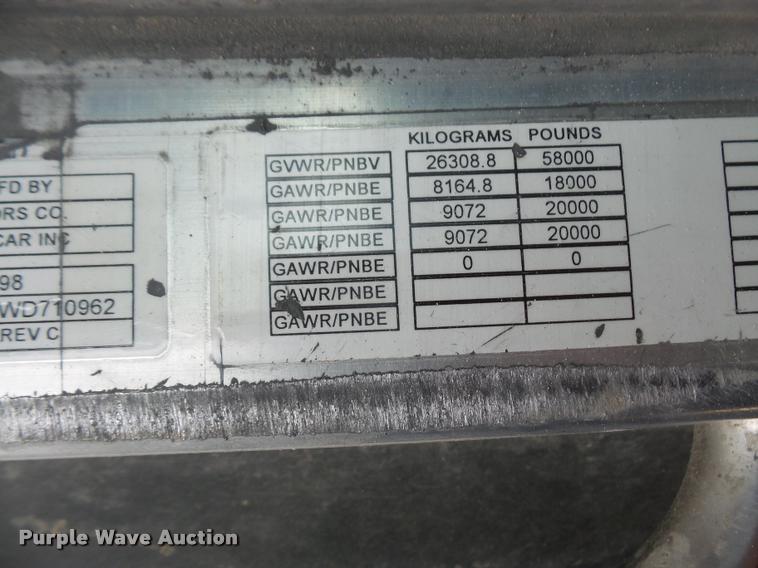 KILOGRAMS POUNDS
GVWR/PNBV 26308.8 58000
FD BY GAWR/PNBE 8164.8 18000
ORS CO. GAWR/PNBE 9072 20000
CAR INC GAWR/PNBE 9072 20000
GAWR/PNBE 0 0
98 GAWR/PNBE
WD710962 GAWR/PNBE
REV C
Purple Wave Auction